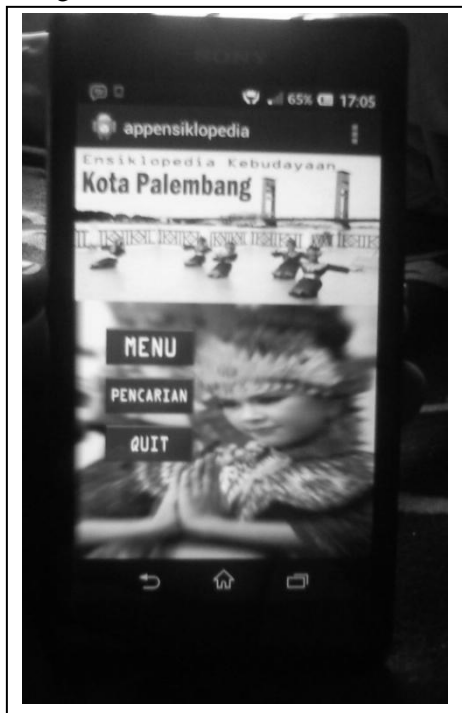 SONY
65% 17:05
appensiklopedia
Ensiklopedia Kebudayaan
Kota Palembang
MENU
PENCARIAN
QUIT